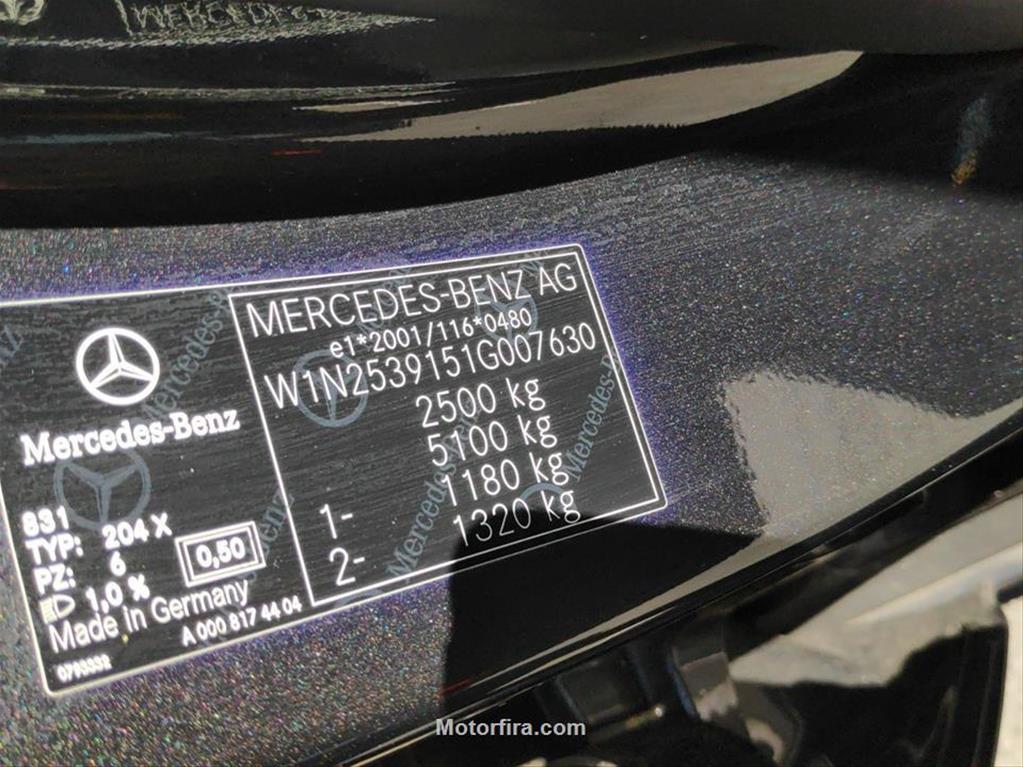 MERCEDES-BENZ AG
e1*2001/116*0480
W1N2539151G007630
2500 kg
5100 kg
1- 1180 kg
2- 1320 kg
Mercedes-Benz
831
TYP: 204 X
PZ: 6
1,0 %
0,50
Made in Germany
A 000 817 44 04
0793332
Motorfira.com